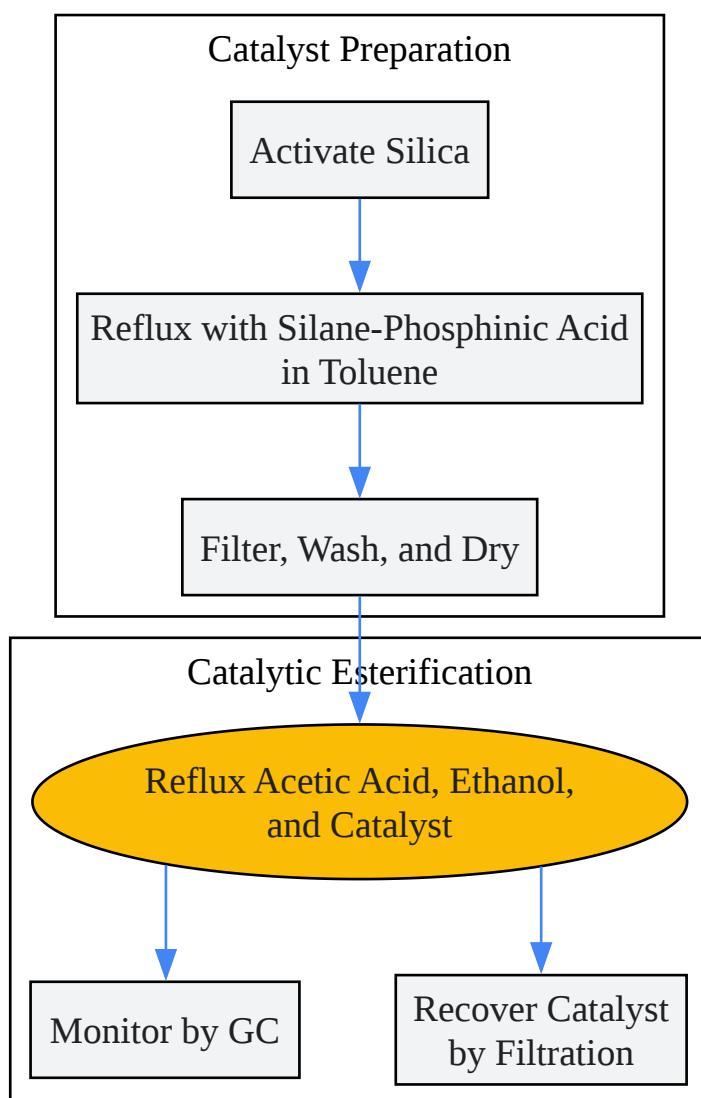 Catalyst Preparation
Activate Silica
Reflux with Silane-Phosphinic Acid
in Toluene
Filter, Wash, and Dry
Catalytic Esterification
Reflux Acetic Acid, Ethanol,
and Catalyst
Monitor by GC
Recover Catalyst
by Filtration